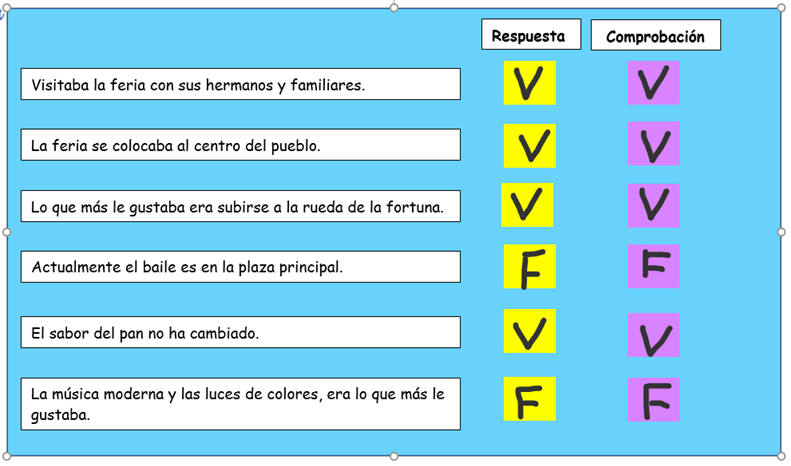 Respuesta Comprobación
Visitaba la feria con sus hermanos y familiares. V V
La feria se colocaba al centro del pueblo. V V
Lo que más le gustaba era subirse a la rueda de la fortuna. V V
Actualmente el baile es en la plaza principal. F F
El sabor del pan no ha cambiado. V V
La música moderna y las luces de colores, era lo que más le
gustaba. F F